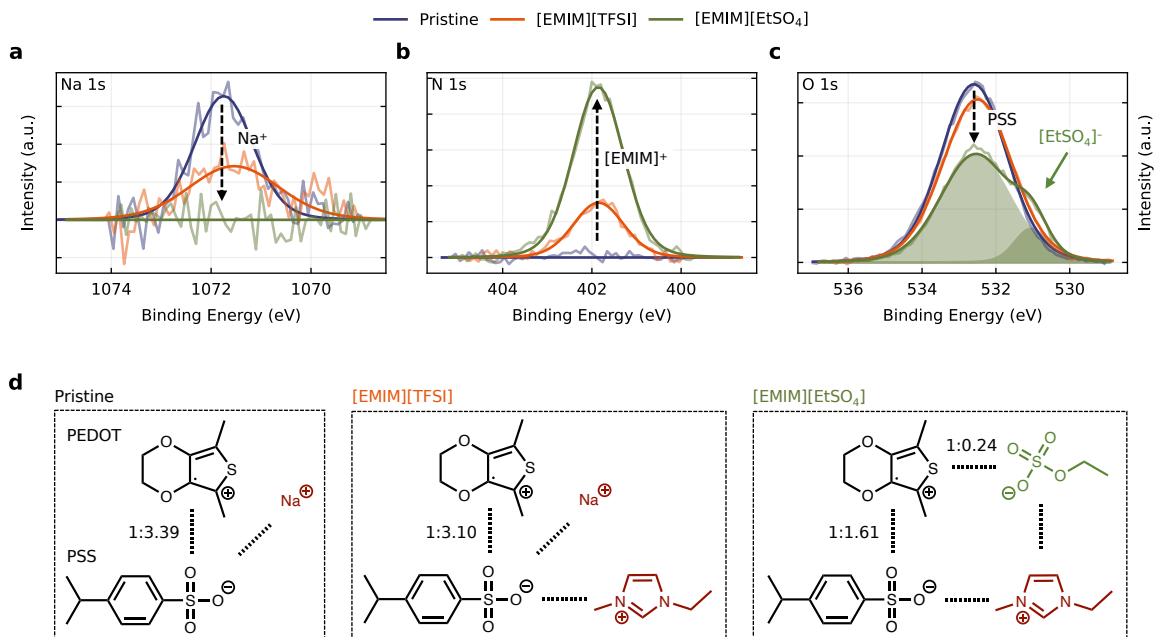 Pristine [EMIM][TFSI] [EMIM][EtSO₄]
a b c
Na 1s
Na⁺
Intensity (a.u.)
1074 1072 1070
Binding Energy (eV)
N 1s
[EMIM]⁺
404 402 400
Binding Energy (eV)
O 1s
PSS
[EtSO₄]⁻
Intensity (a.u.)
536 534 532 530
Binding Energy (eV)
d
Pristine
PEDOT
O
O
S
⊕
Na⊕
1:3.39
PSS
O
S
O
O⊖
[EMIM][TFSI]
O
O
S
⊕
Na⊕
1:3.10
O
S
O
O⊖
N
N
⊕
[EMIM][EtSO₄]
O
O
S
⊕
1:0.24
O
O
S
O
O
⊖
1:1.61
O
S
O
O⊖
N
N
⊕